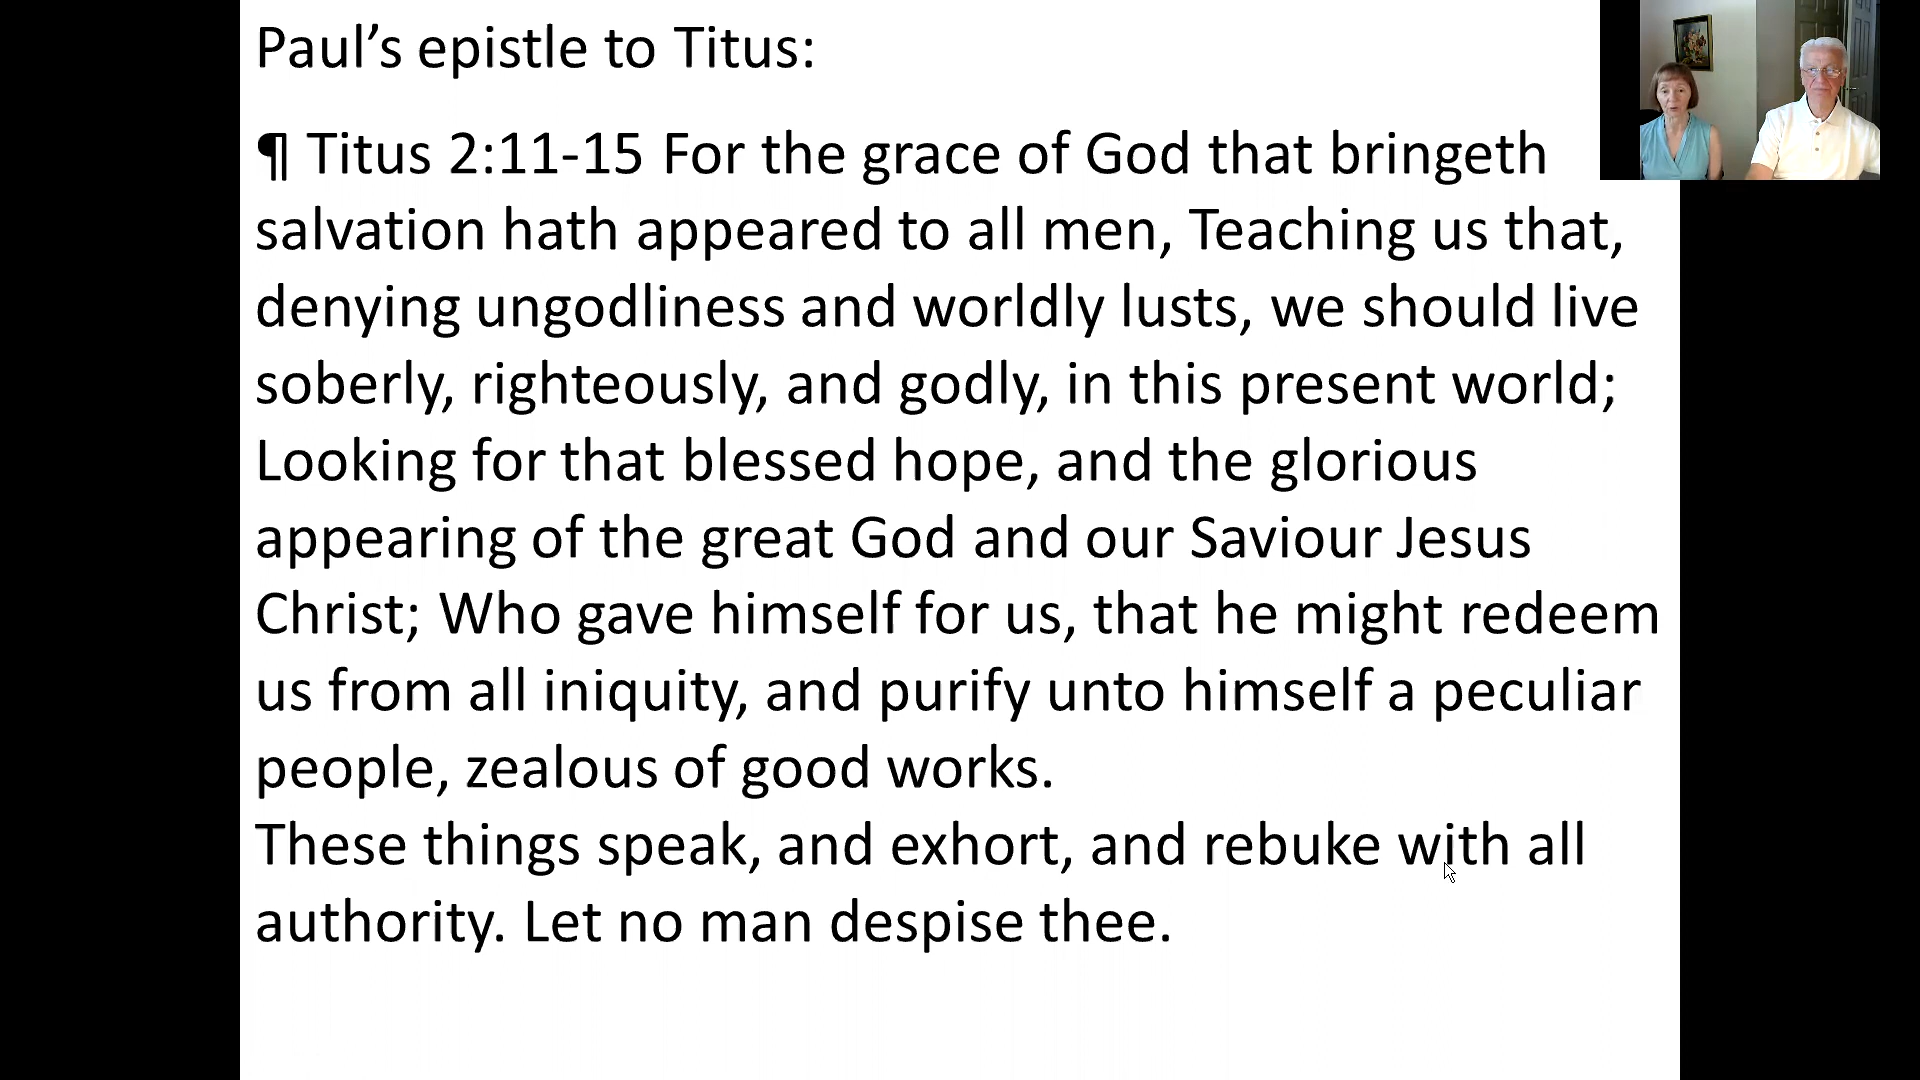 Paul’s epistle to Titus:
¶ Titus 2:11-15 For the grace of God that bringeth
salvation hath appeared to all men, Teaching us that,
denying ungodliness and worldly lusts, we should live
soberly, righteously, and godly, in this present world;
Looking for that blessed hope, and the glorious
appearing of the great God and our Saviour Jesus
Christ; Who gave himself for us, that he might redeem
us from all iniquity, and purify unto himself a peculiar
people, zealous of good works.
These things speak, and exhort, and rebuke with all
authority. Let no man despise thee.